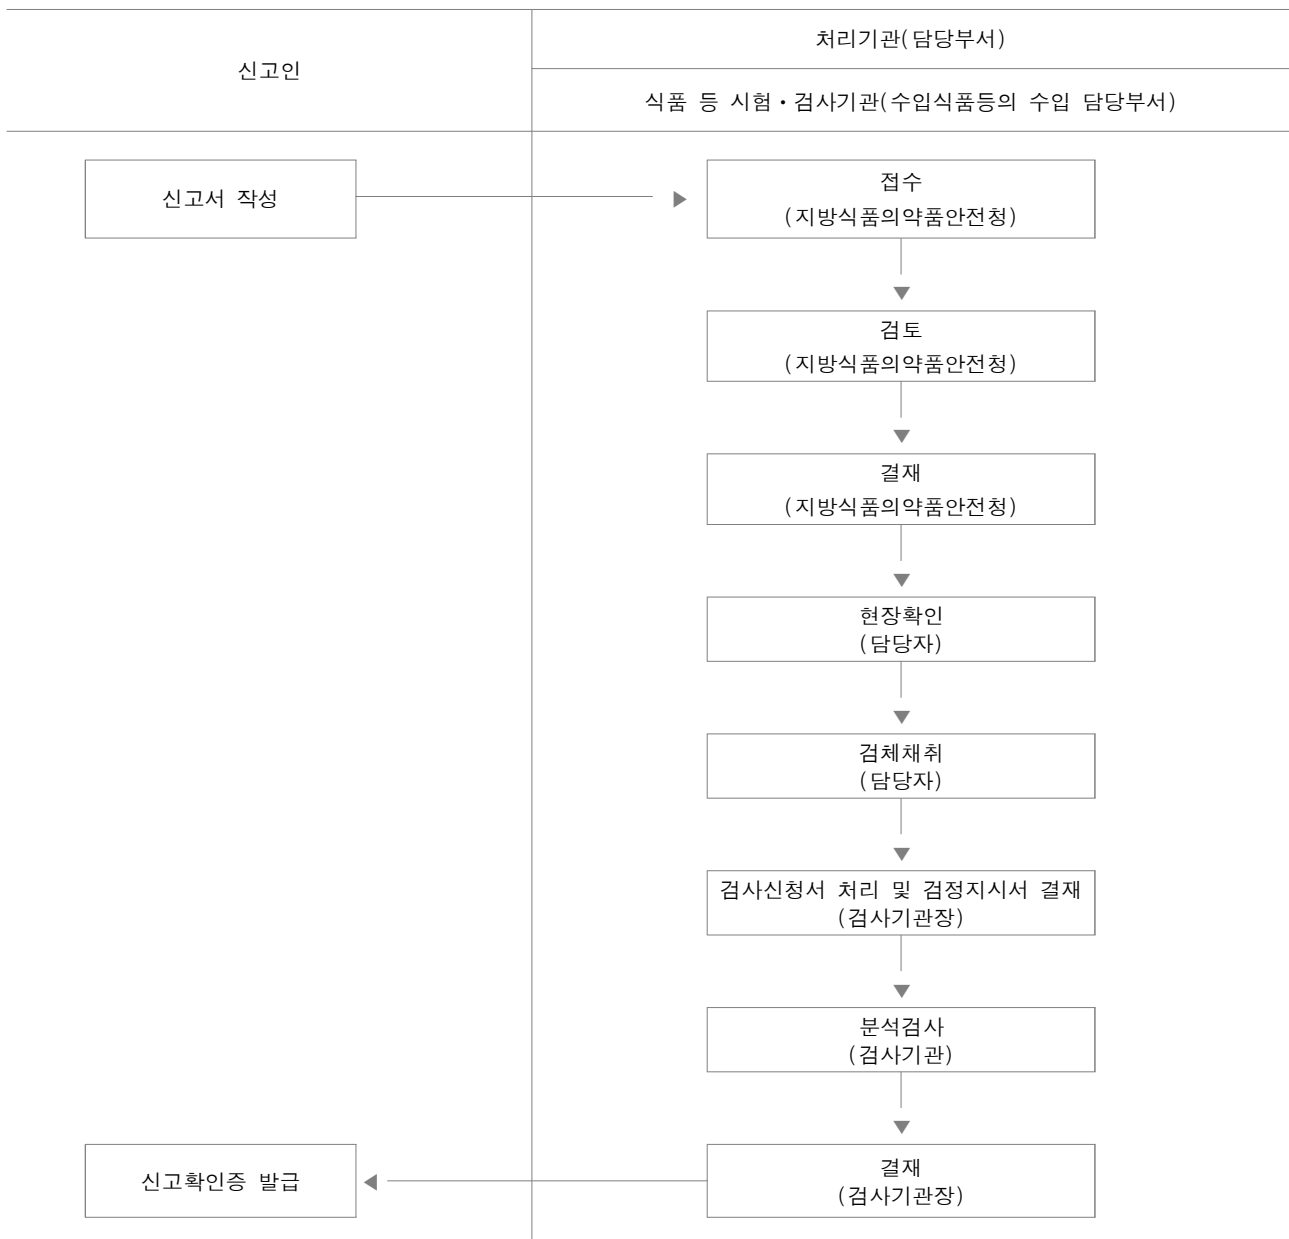 신고인
처리기관(담당부서)
식품 등 시험·검사기관(수입식품등의 수입 담당부서)
신고서 작성
접수
(지방식품의약품안전청)
검토
(지방식품의약품안전청)
결재
(지방식품의약품안전청)
현장확인
(담당자)
검체채취
(담당자)
검사신청서 처리 및 검정지시서 결재
(검사기관장)
분석검사
(검사기관)
결재
(검사기관장)
신고확인증 발급